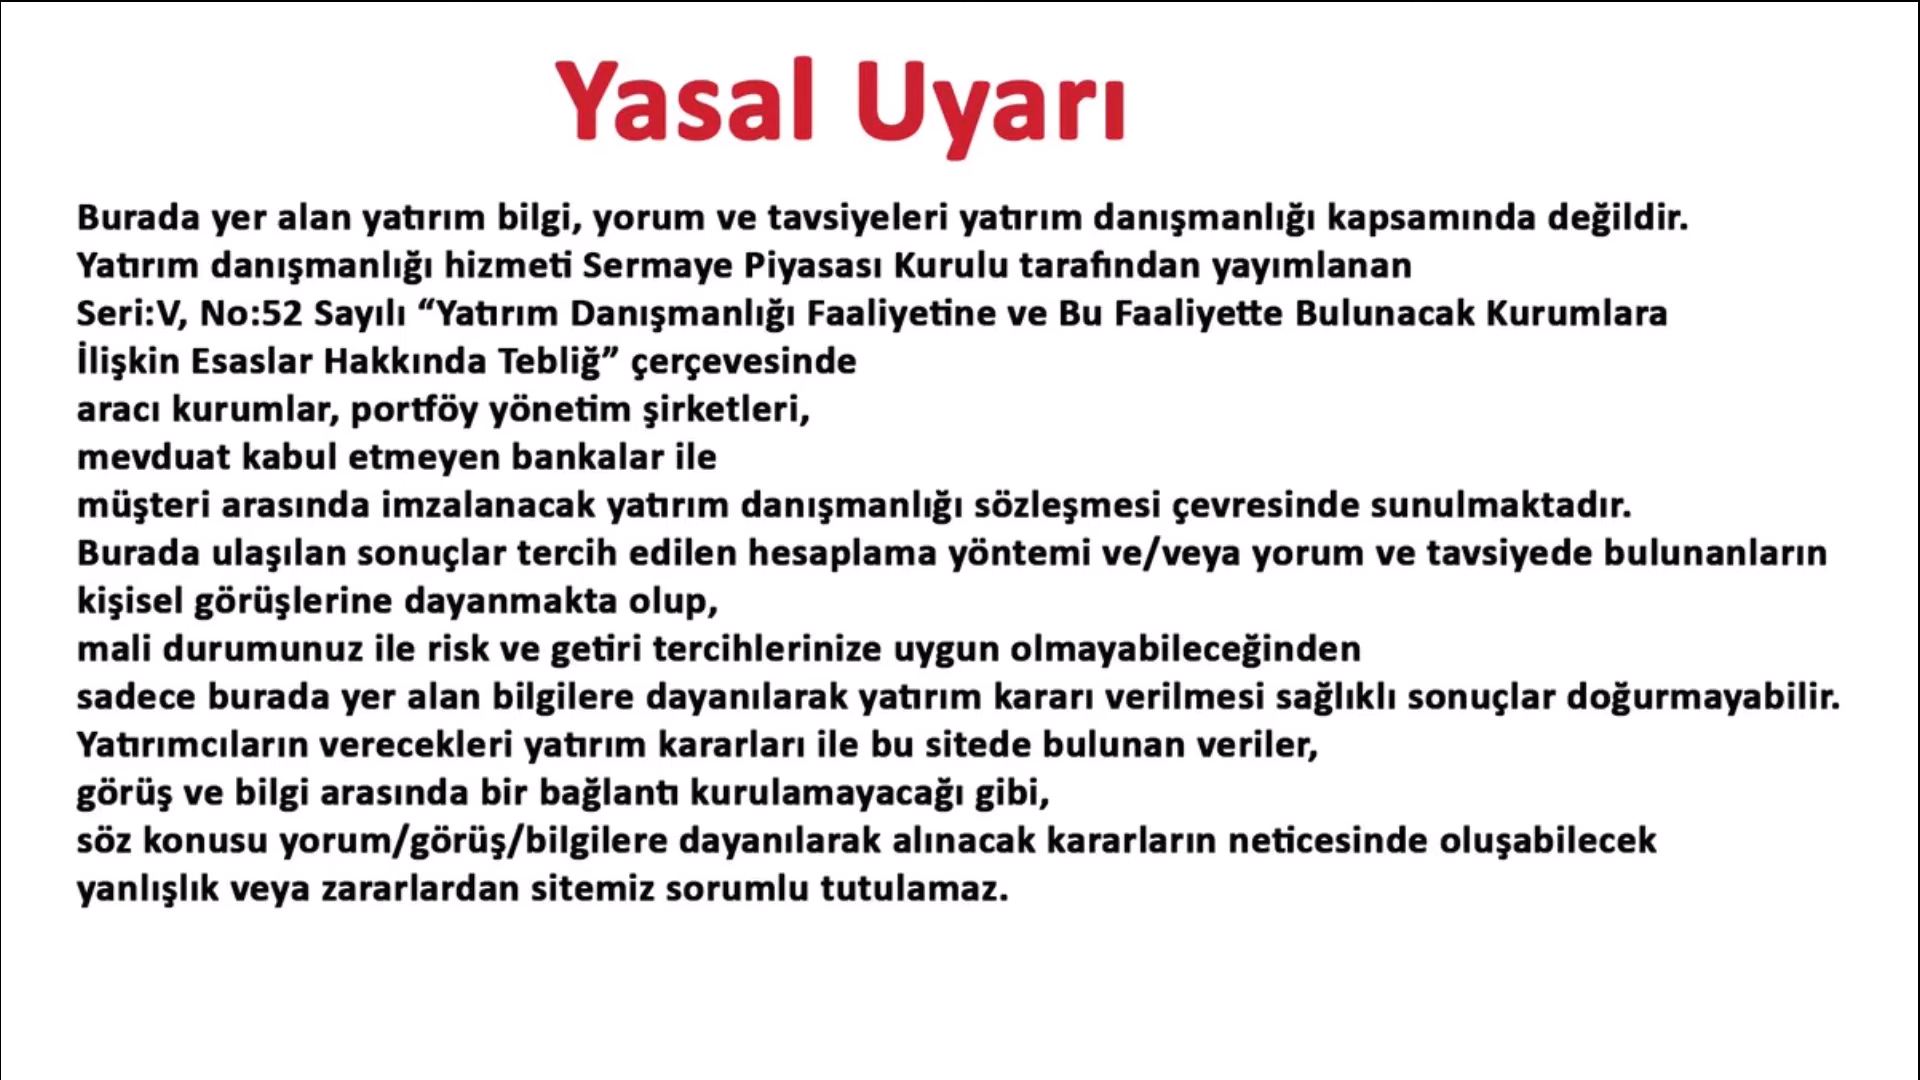 Yasal Uyarı
Burada yer alan yatırım bilgi, yorum ve tavsiyeleri yatırım danışmanlığı kapsamında değildir.
Yatırım danışmanlığı hizmeti Sermaye Piyasası Kurulu tarafından yayımlanan
Seri:V, No:52 Sayılı “Yatırım Danışmanlığı Faaliyetine ve Bu Faaliyette Bulunacak Kurumlara
İlişkin Esaslar Hakkında Tebliğ” çerçevesinde
aracı kurumlar, portföy yönetim şirketleri,
mevduat kabul etmeyen bankalar ile
müşteri arasında imzalanacak yatırım danışmanlığı sözleşmesi çevresinde sunulmaktadır.
Burada ulaşılan sonuçlar tercih edilen hesaplama yöntemi ve/veya yorum ve tavsiyede bulunanların
kişisel görüşlerine dayanmakta olup,
mali durumunuz ile risk ve getiri tercihlerinize uygun olmayabileceğinden
sadece burada yer alan bilgilere dayanılarak yatırım kararı verilmesi sağlıklı sonuçlar doğurmayabilir.
Yatırımcıların verecekleri yatırım kararları ile bu sitede bulunan veriler,
görüş ve bilgi arasında bir bağlantı kurulamayacağı gibi,
söz konusu yorum/görüş/bilgilere dayanılarak alınacak kararların neticesinde oluşabilecek
yanlışlık veya zararlardan sitemiz sorumlu tutulamaz.